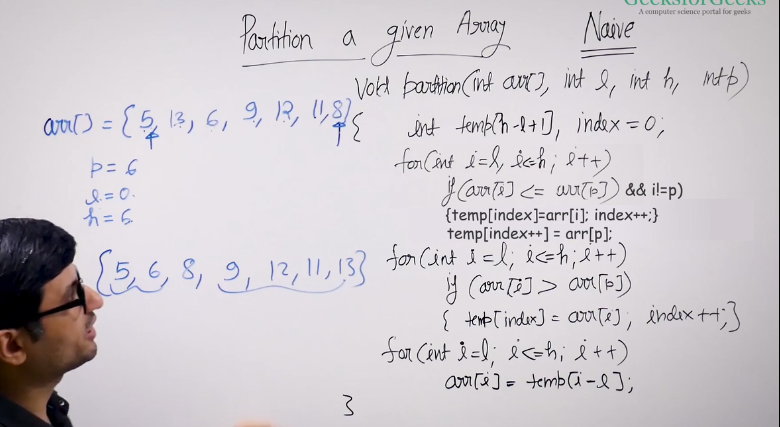 GeeksforGeeks
A computer science portal for geeks
Partition a given Array Naive
void partition(int arr[], int l, int h, int p)
arr[] = {5, 13, 6, 9, 12, 11, 8}
{
int temp[h-l+1], index = 0;
p = 6
l = 0
h = 6
for(int i=l, i<=h; i++)
if(arr[i] <= arr[p]) && i!=p)
{temp[index]=arr[i]; index++;}
temp[index++] = arr[p];
{5, 6, 8, 9, 12, 11, 13}
for(int i=l; i<=h; i++)
if (arr[i] > arr[p])
{ temp[index] = arr[i]; index++;}
for(int i=l; i<=h; i++)
arr[i] = temp[i-l];
}